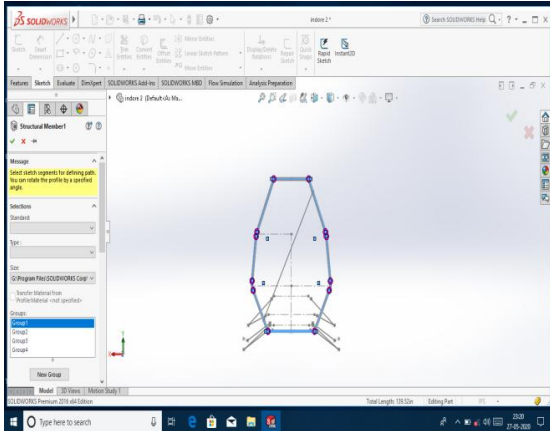 SOLIDWORKS
indore 2 *
Search SOLIDWORKS Help
Sketch
Smart Dimension
Trim Entities
Convert Entities
Offset Entities
Mirror Entities
Linear Sketch Pattern
Move Entities
Display/Delete Relations
Repair Sketch
Quick Snaps
Rapid Sketch
Instant2D
Features Sketch Evaluate DimXpert SOLIDWORKS Add-Ins SOLIDWORKS MBD Flow Simulation Analysis Preparation
indore 2 (Default<As Ma...
Structural Member1
Message
Select sketch segments for defining path.
You can rotate the profile by a specified
angle.
Selections
Standard:
Type:
Size:
G:\Program Files\SOLIDWORKS Corp\
Transfer Material from
Profile:Material <not specified>
Groups:
Group1
Group2
Group3
Group4
New Group
Model 3D Views Motion Study 1
SOLIDWORKS Premium 2016 x64 Edition
Total Length: 139.52in
Editing Part
IPS
Type here to search
23:20
27-05-2020